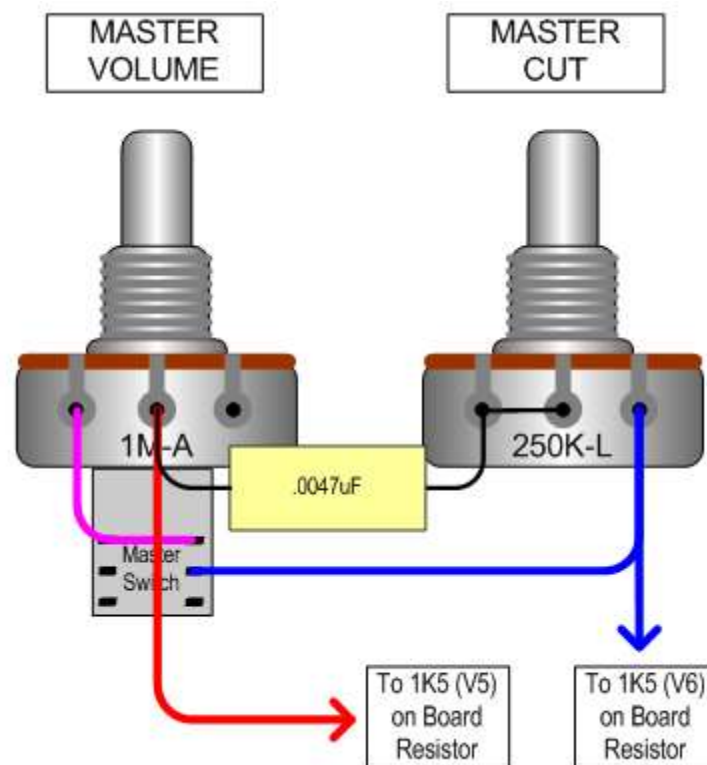 MASTER
VOLUME
MASTER
CUT
1M-A
250K-L
.0047uF
Master
Switch
To 1K5 (V5)
on Board
Resistor
To 1K5 (V6)
on Board
Resistor